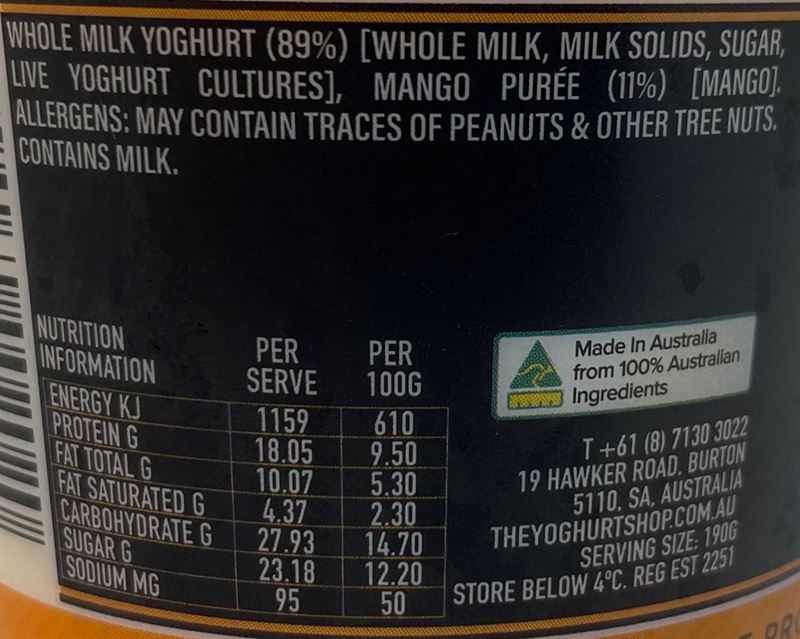 WHOLE MILK YOGHURT (89%) [WHOLE MILK, MILK SOLIDS, SUGAR,
LIVE YOGHURT CULTURES], MANGO PURÉE (11%) [MANGO].
ALLERGENS: MAY CONTAIN TRACES OF PEANUTS & OTHER TREE NUTS.
CONTAINS MILK.
NUTRITION INFORMATION PER SERVE PER 100G
ENERGY KJ 1159 610
PROTEIN G 18.05 9.50
FAT TOTAL G 10.07 5.30
FAT SATURATED G 4.37 2.30
CARBOHYDRATE G 27.93 14.70
SUGAR G 23.18 12.20
SODIUM MG 95 50
Made In Australia
from 100% Australian
Ingredients
T +61 (8) 7130 3022
19 HAWKER ROAD, BURTON
5110, SA, AUSTRALIA
THEYOGHURTSHOP.COM.AU
SERVING SIZE: 190G
STORE BELOW 4°C. REG EST 2251